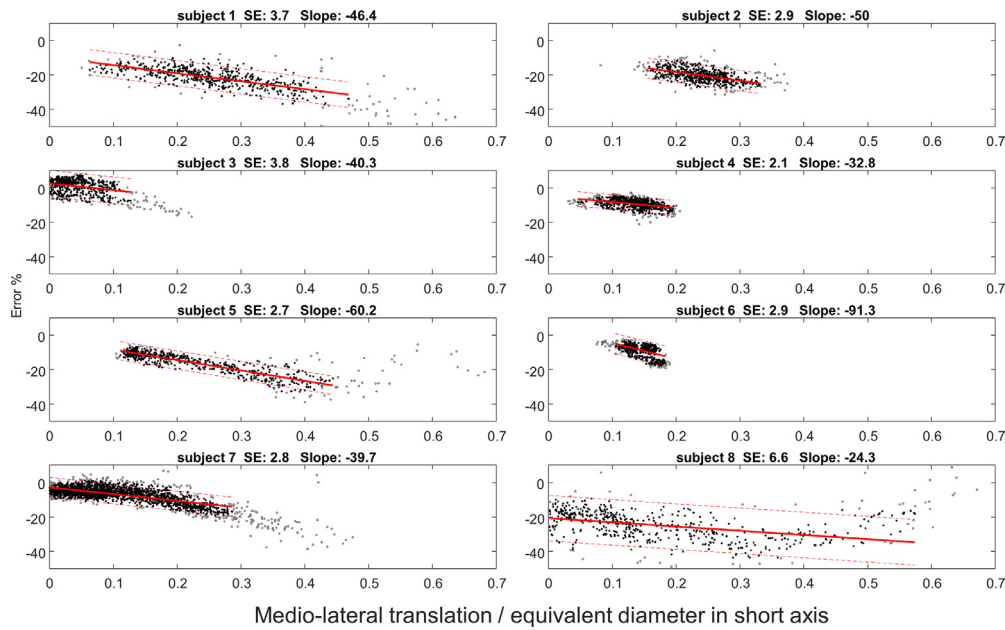 subject 1 SE: 3.7 Slope: -46.4
0
-20
-40
0 0.1 0.2 0.3 0.4 0.5 0.6 0.7
subject 2 SE: 2.9 Slope: -50
0
-20
-40
0 0.1 0.2 0.3 0.4 0.5 0.6 0.7
subject 3 SE: 3.8 Slope: -40.3
0
-20
-40
0 0.1 0.2 0.3 0.4 0.5 0.6 0.7
subject 4 SE: 2.1 Slope: -32.8
0
-20
-40
0 0.1 0.2 0.3 0.4 0.5 0.6 0.7
Error %
subject 5 SE: 2.7 Slope: -60.2
0
-20
-40
0 0.1 0.2 0.3 0.4 0.5 0.6 0.7
subject 6 SE: 2.9 Slope: -91.3
0
-20
-40
0 0.1 0.2 0.3 0.4 0.5 0.6 0.7
subject 7 SE: 2.8 Slope: -39.7
0
-20
-40
0 0.1 0.2 0.3 0.4 0.5 0.6 0.7
subject 8 SE: 6.6 Slope: -24.3
0
-20
-40
0 0.1 0.2 0.3 0.4 0.5 0.6 0.7
Medio-lateral translation / equivalent diameter in short axis